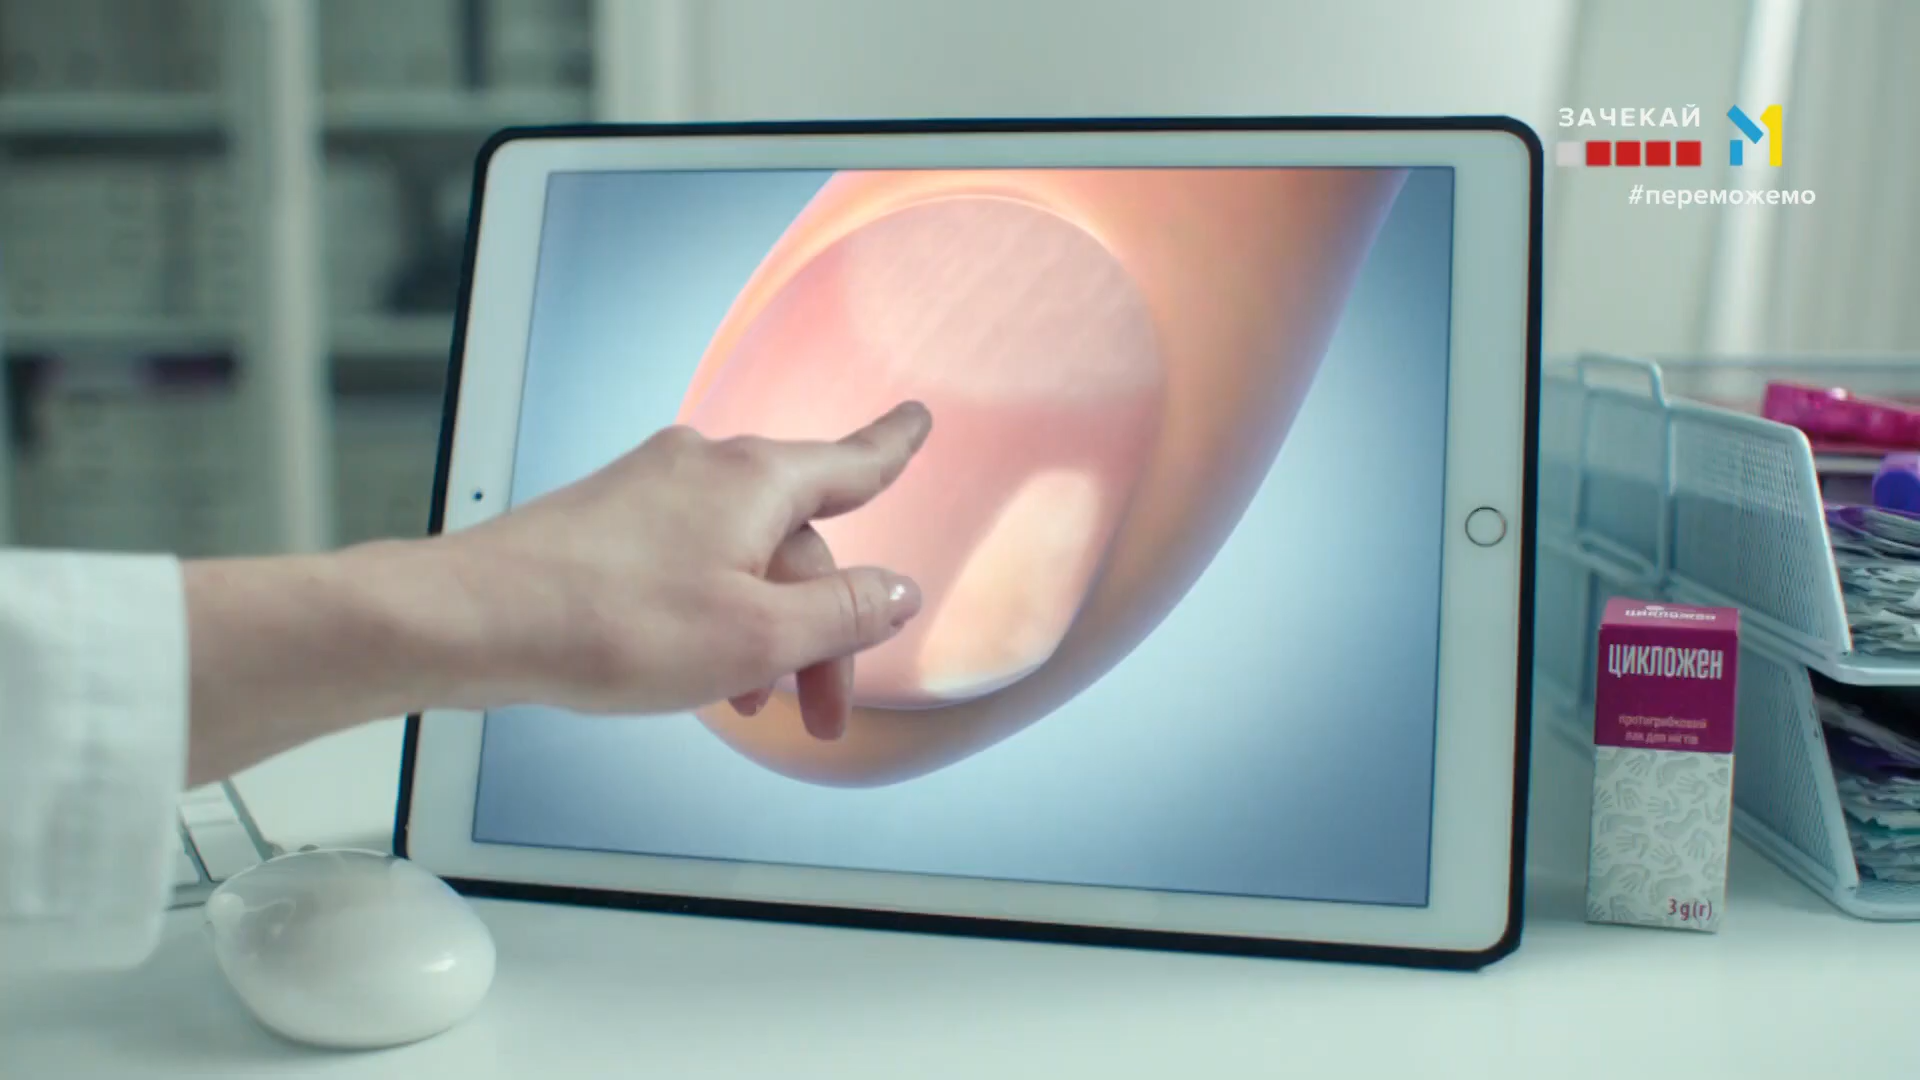 ЗАЧЕКАЙ
#переможемо
ЦИКЛОЖЕН
ЦИКЛОЖЕН
протигрибковий
лак для нігтів
3g(г)